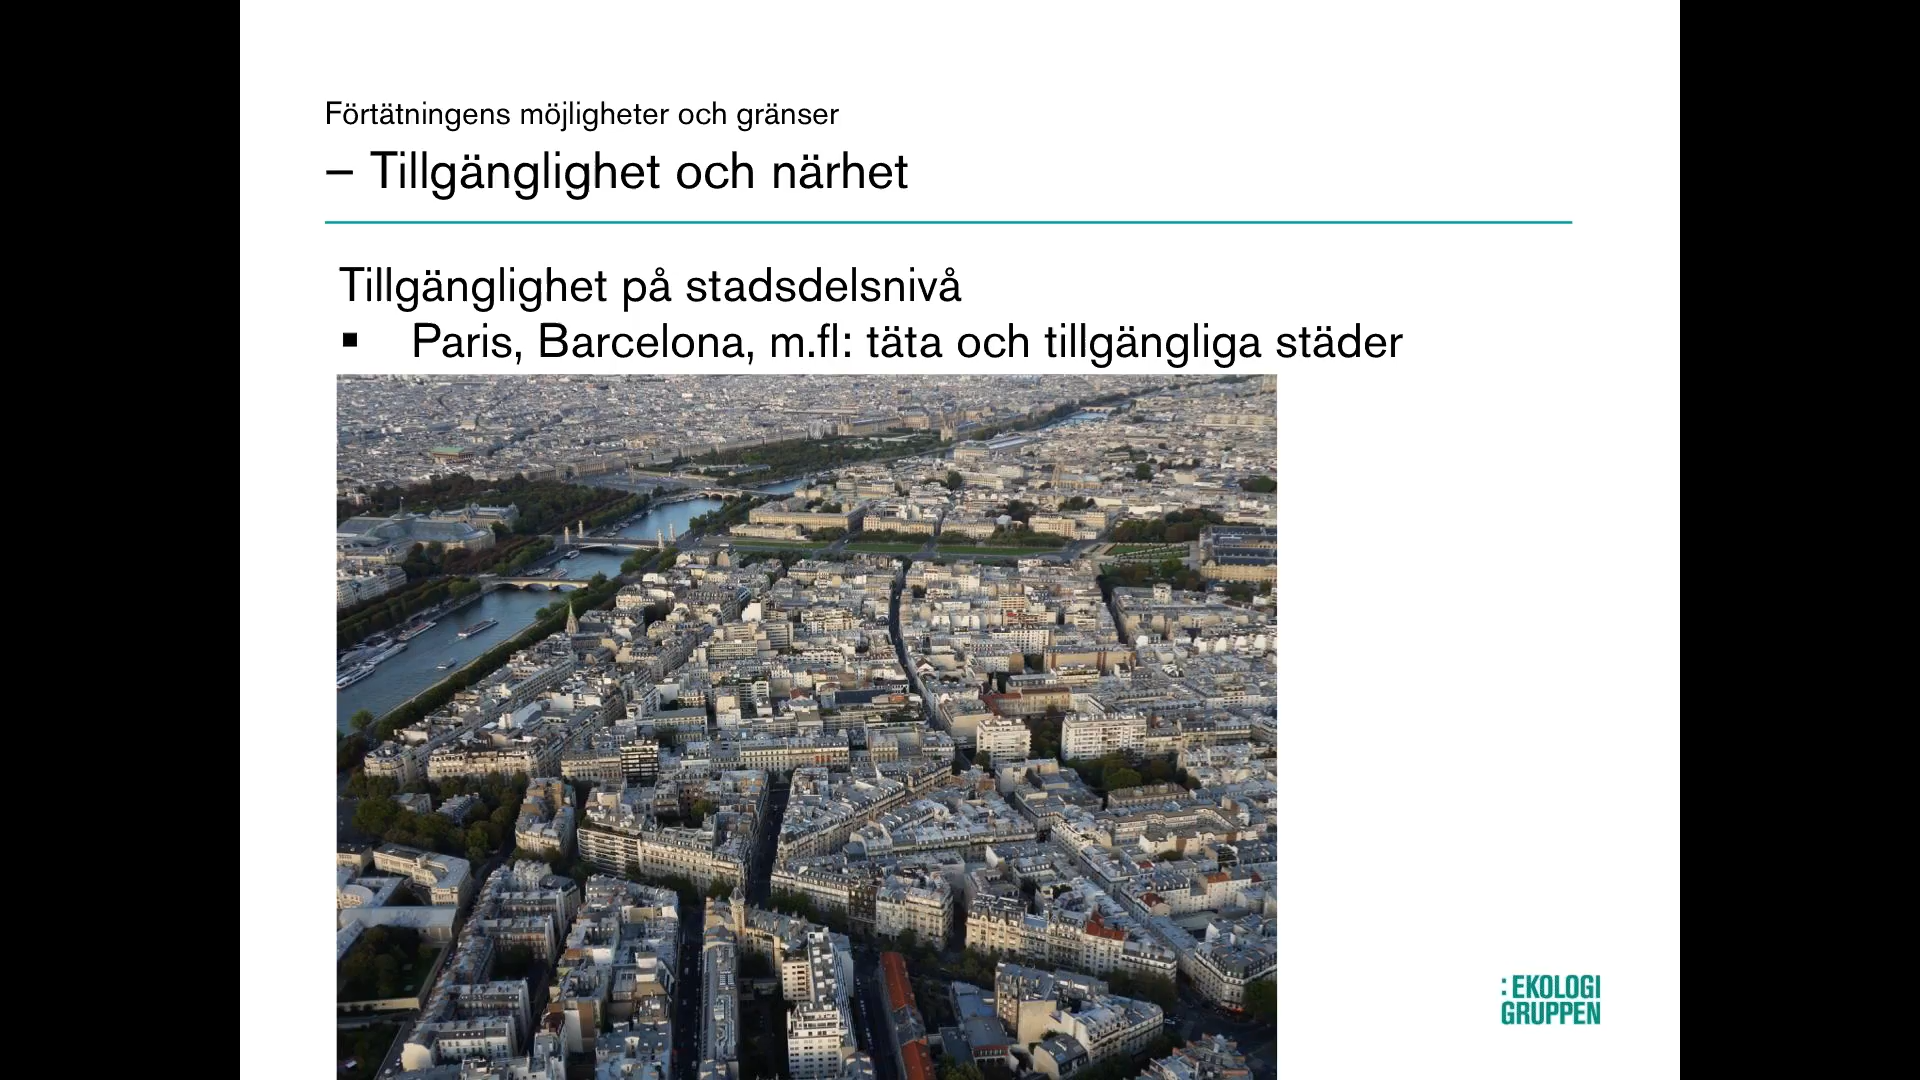 Förtätningens möjligheter och gränser
– Tillgänglighet och närhet
Tillgänglighet på stadsdelsnivå
▪ Paris, Barcelona, m.fl: täta och tillgängliga städer
:EKOLOGI
GRUPPEN